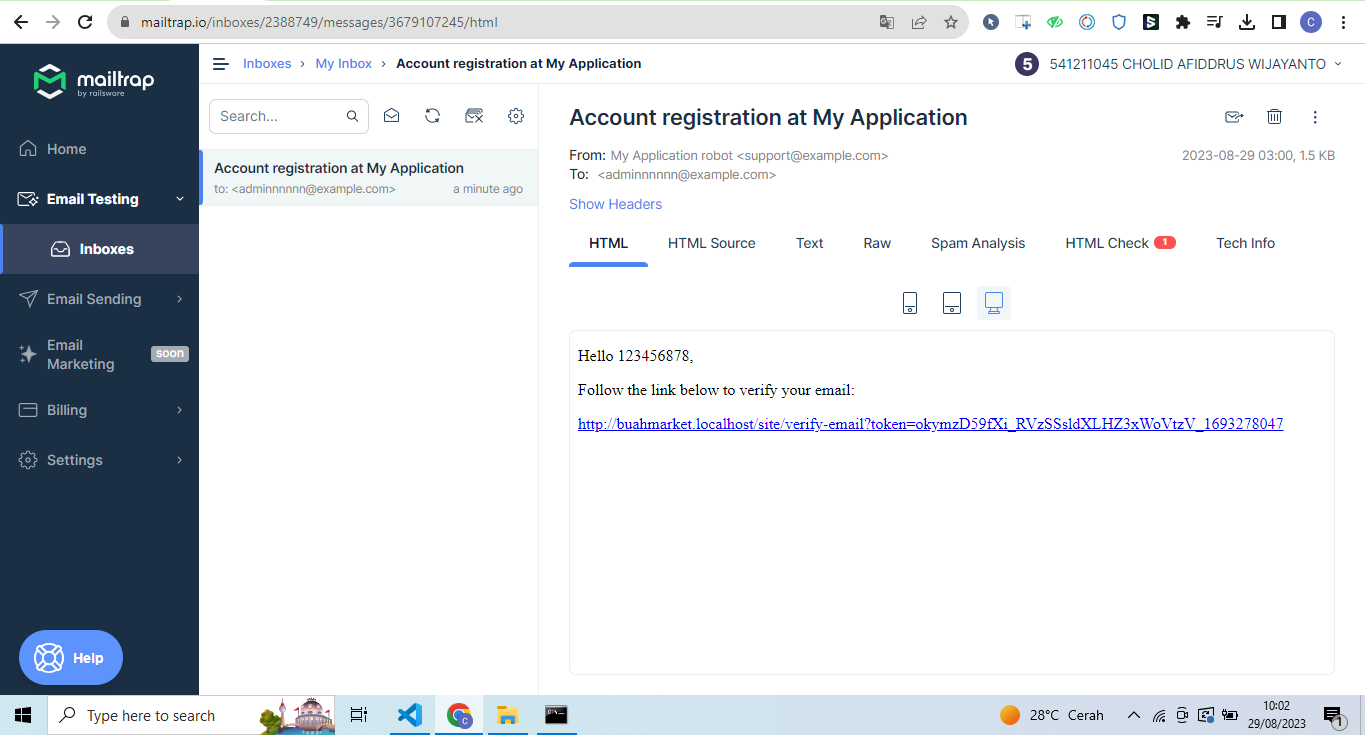 mailtrap.io/inboxes/2388749/messages/3679107245/html
C
mailtrap
by railsware
Home
Email Testing
Inboxes
Email Sending
Email
Marketing
soon
Billing
Settings
Help
Inboxes › My Inbox › Account registration at My Application
5 541211045 CHOLID AFIDDRUS WIJAYANTO
Search...
Account registration at My Application
to: <adminnnnnn@example.com> a minute ago
Account registration at My Application
From: My Application robot <support@example.com> 2023-08-29 03:00, 1.5 KB
To: <adminnnnnn@example.com>
Show Headers
HTML HTML Source Text Raw Spam Analysis HTML Check 1 Tech Info
Hello 123456878,
Follow the link below to verify your email:
http://buahmarket.localhost/site/verify-email?token=okymzD59fXi_RVzSSsldXLHZ3xWoVtzV_1693278047
Type here to search
C
28°C Cerah
10:02
29/08/2023
1